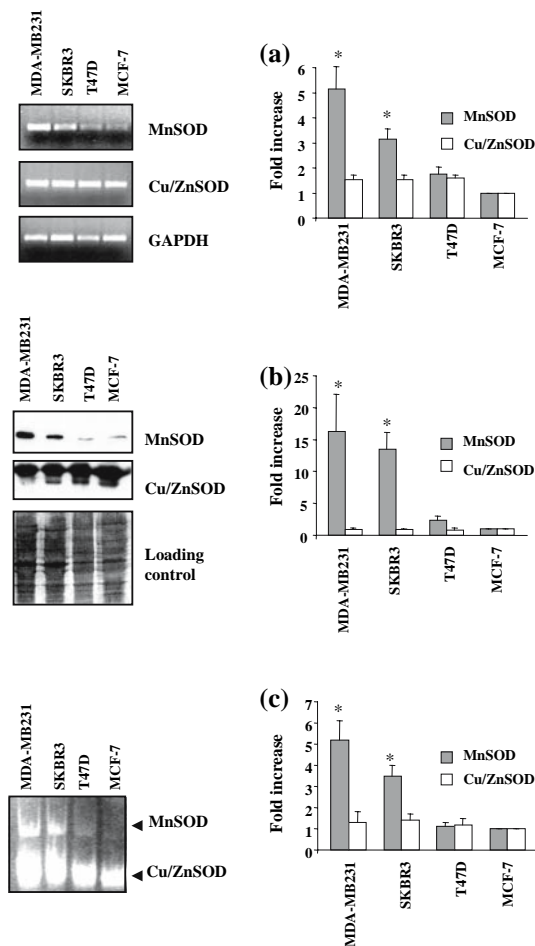 MDA-MB231
SKBR3
T47D
MCF-7
MnSOD
Cu/ZnSOD
GAPDH
(a)
Fold increase
6
5
4
3
2
1
0
*
*
MnSOD
Cu/ZnSOD
MDA-MB231
SKBR3
T47D
MCF-7
MDA-MB231
SKBR3
T47D
MCF-7
MnSOD
Cu/ZnSOD
Loading
control
(b)
Fold increase
25
20
15
10
5
0
*
*
MnSOD
Cu/ZnSOD
MDA-MB231
SKBR3
T47D
MCF-7
MDA-MB231
SKBR3
T47D
MCF-7
MnSOD
Cu/ZnSOD
(c)
Fold increase
7
6
5
4
3
2
1
0
*
*
MnSOD
Cu/ZnSOD
MDA-MB231
SKBR3
T47D
MCF-7